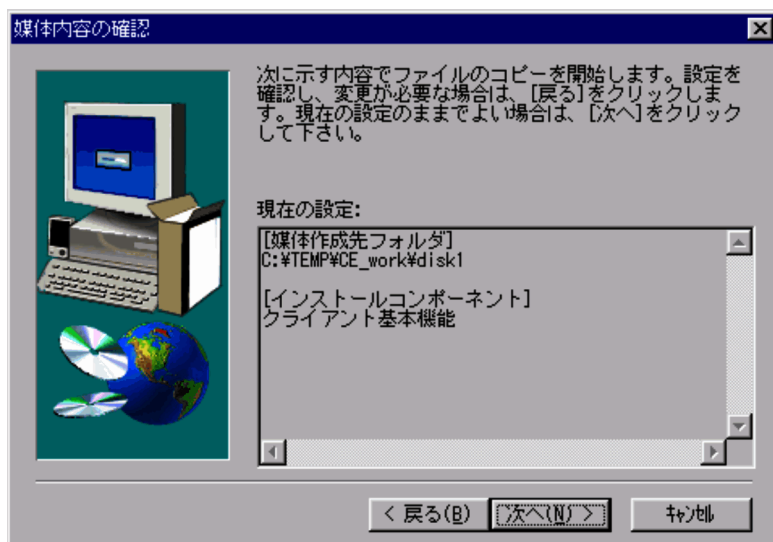 媒体内容の確認
次に示す内容でファイルのコピーを開始します。設定を
確認し、変更が必要な場合は、[戻る]をクリックしま
す。現在の設定のままでよい場合は、[次へ]をクリック
して下さい。
現在の設定:
[媒体作成先フォルダ]
C:¥TEMP¥CE_work¥disk1
[インストールコンポーネント]
クライアント基本機能
< 戻る(B)
次へ(N) >
ｷｬﾝｾﾙ